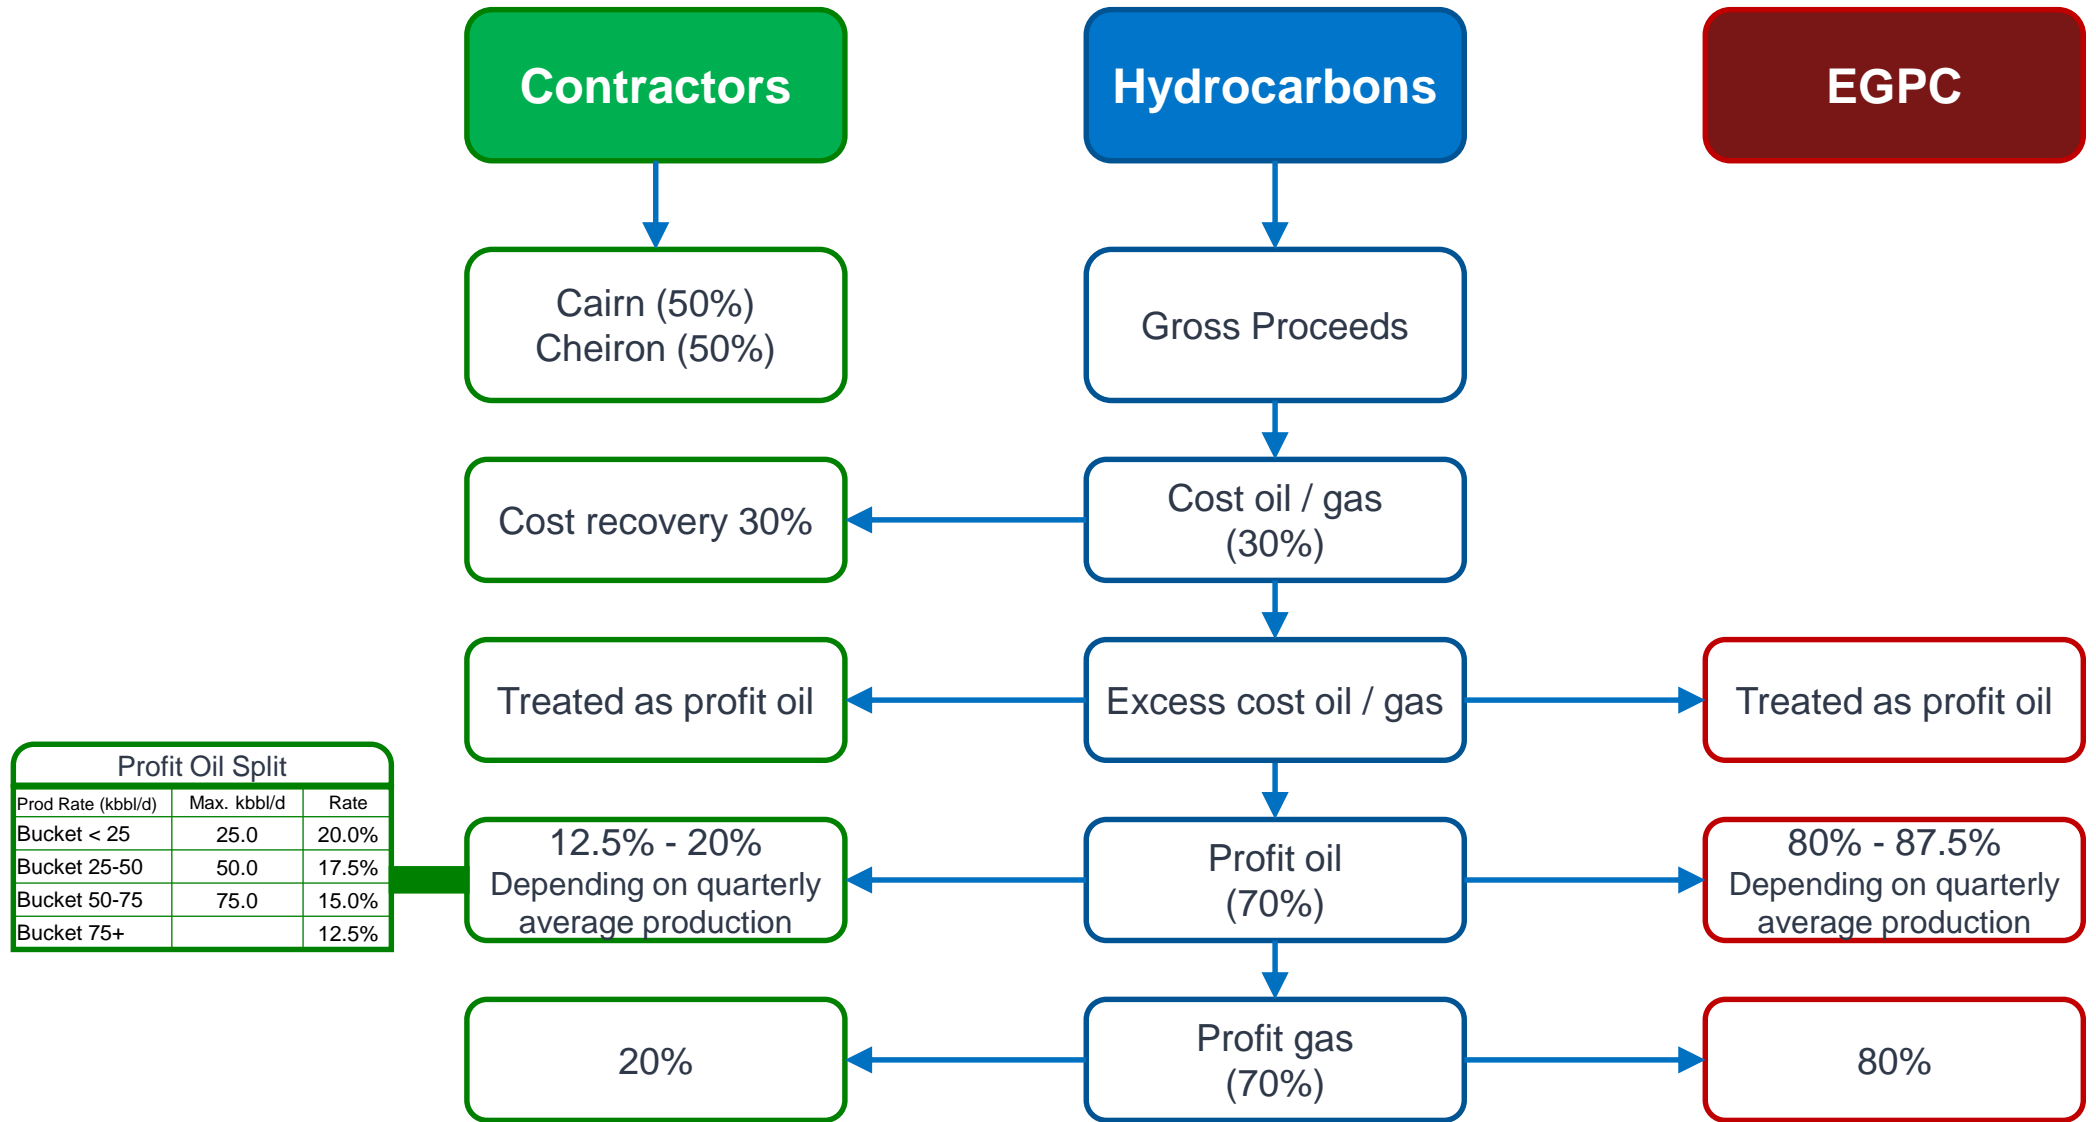 Contractors
Hydrocarbons
EGPC
Cairn (50%)
Cheiron (50%)
Gross Proceeds
Cost recovery 30%
Cost oil / gas
(30%)
Treated as profit oil
Excess cost oil / gas
Treated as profit oil
Profit Oil Split
Prod Rate (kbbl/d) Max. kbbl/d Rate
Bucket < 25 25.0 20.0%
Bucket 25-50 50.0 17.5%
Bucket 50-75 75.0 15.0%
Bucket 75+ 12.5%
12.5% - 20%
Depending on quarterly
average production
Profit oil
(70%)
80% - 87.5%
Depending on quarterly
average production
20%
Profit gas
(70%)
80%